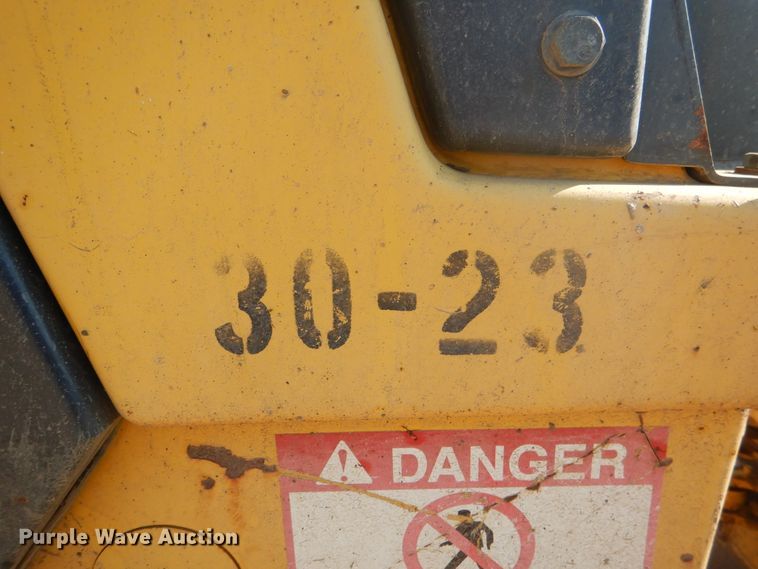 30-23
DANGER
Purple Wave Auction